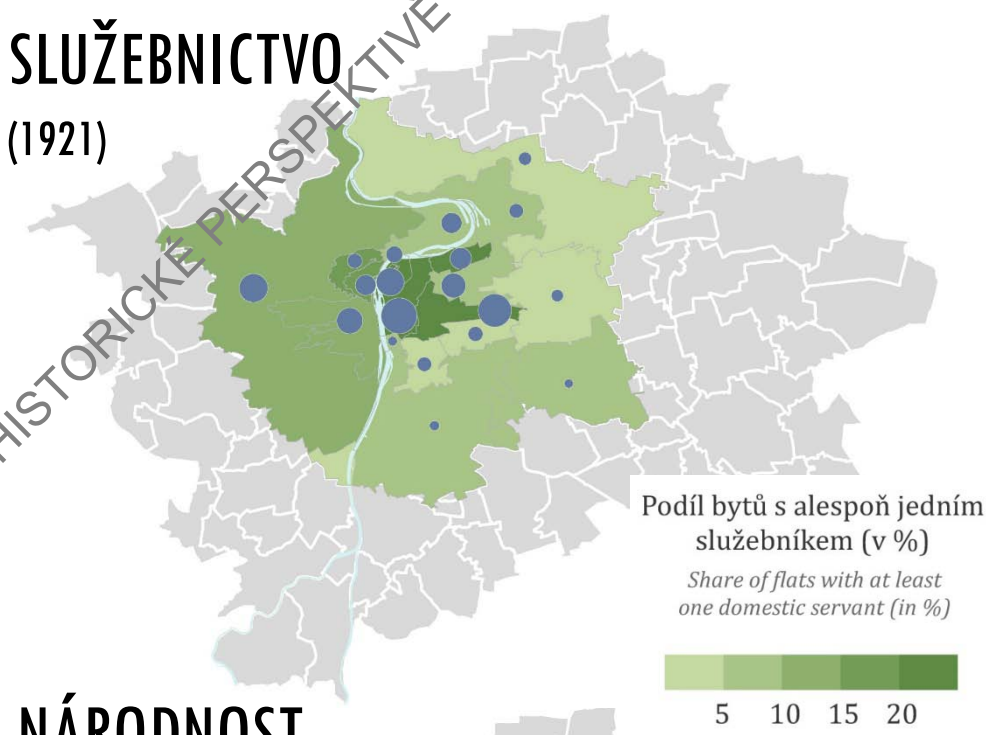 SLUŽEBNICTVO
(1921)
HISTORICKÉ PERSPEKTIVĚ
Podíl bytů s alespoň jedním
služebníkem (v %)
Share of flats with at least
one domestic servant (in %)
5 10 15 20
NÁRODNOST